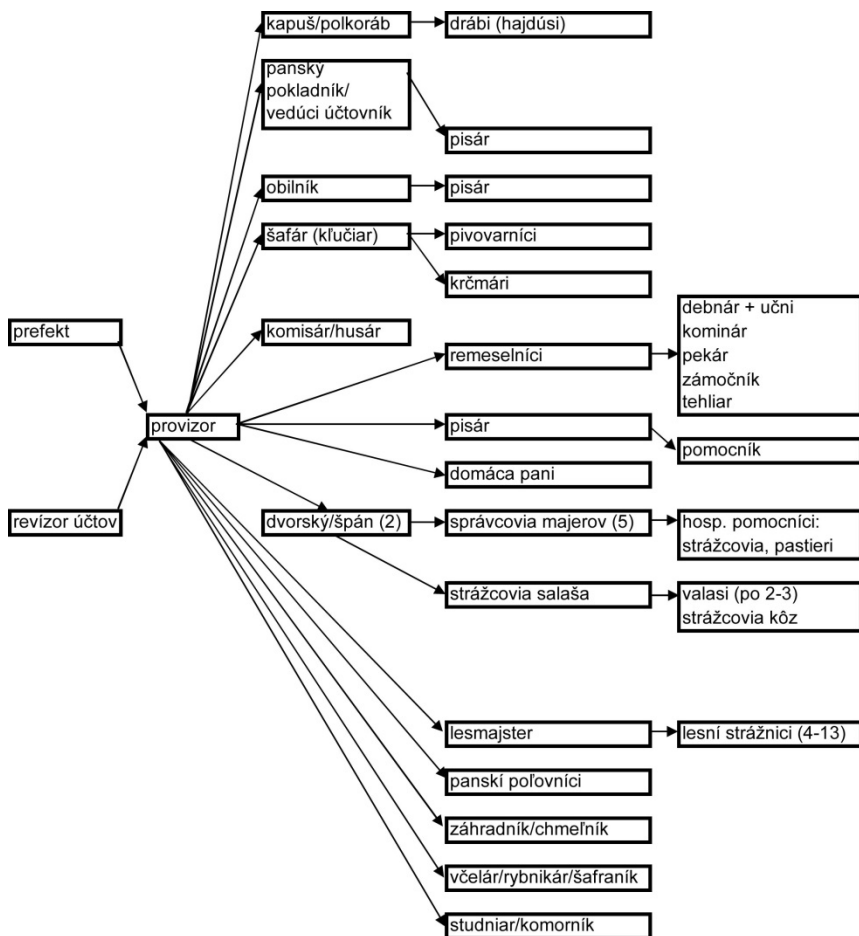 kapuš/polkoráb
drábi (hajdúsi)
panský
pokladník/
vedúci účtovník
pisár
obilník
pisár
šafár (kľučiar)
pivovarníci
krčmári
prefekt
komisár/husár
remeselníci
debnár + učni
kominár
pekár
zámočník
tehliar
provizor
pisár
pomocník
domáca pani
revízor účtov
dvorský/špán (2)
správcovia majerov (5)
hosp. pomocníci:
strážcovia, pastieri
strážcovia salaša
valasi (po 2-3)
strážcovia kôz
lesmajster
lesní strážnici (4-13)
panskí poľovníci
záhradník/chmeľník
včelár/rybnikár/šafraník
studniar/komorník